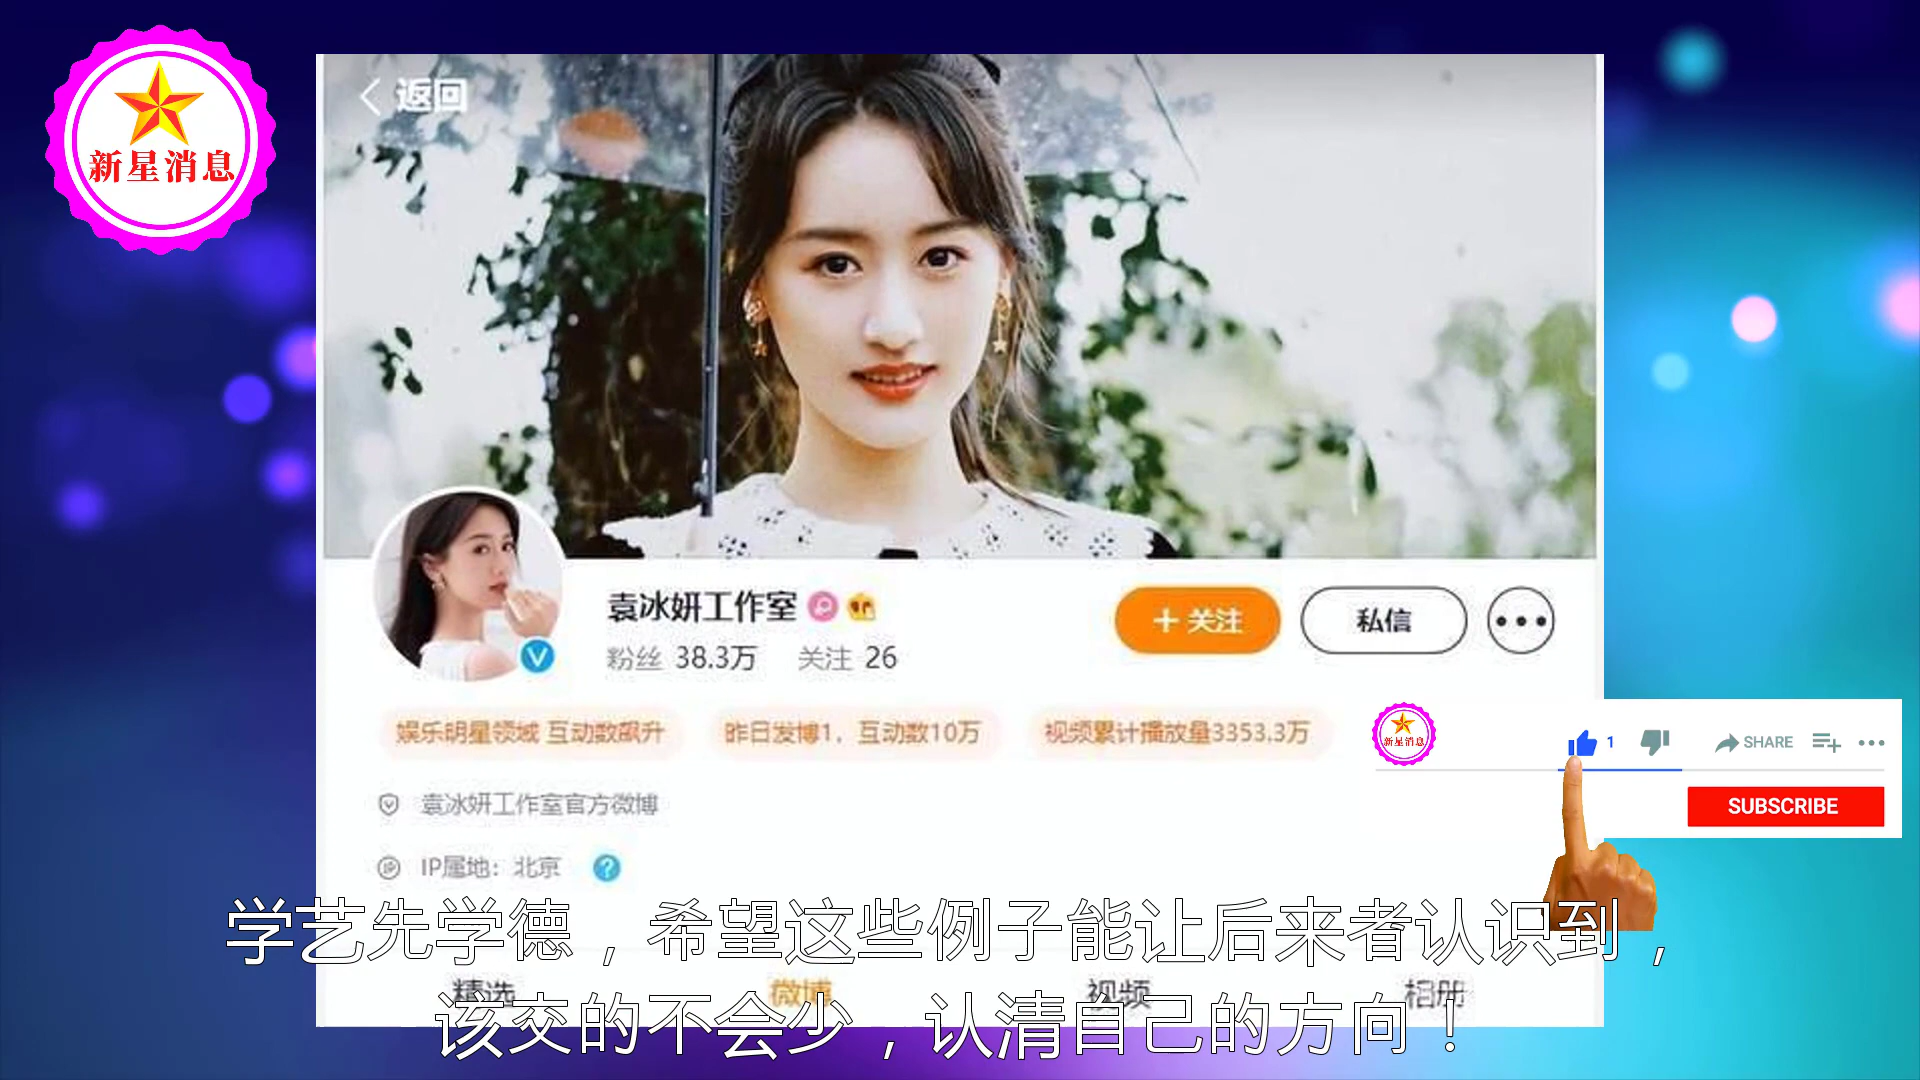 新星消息
返回
袁冰妍工作室
粉丝 38.3万 关注 26
+关注
私信
娱乐明星领域 互动数飙升
昨日发博1，互动数10万
视频累计播放量3353.3万
新星消息
1
SHARE
SUBSCRIBE
袁冰妍工作室官方微博
IP属地：北京
学艺先学德，希望这些例子能让后来者认识到，
精选 微博 视频 相册
该交的不会少，认清自己的方向！